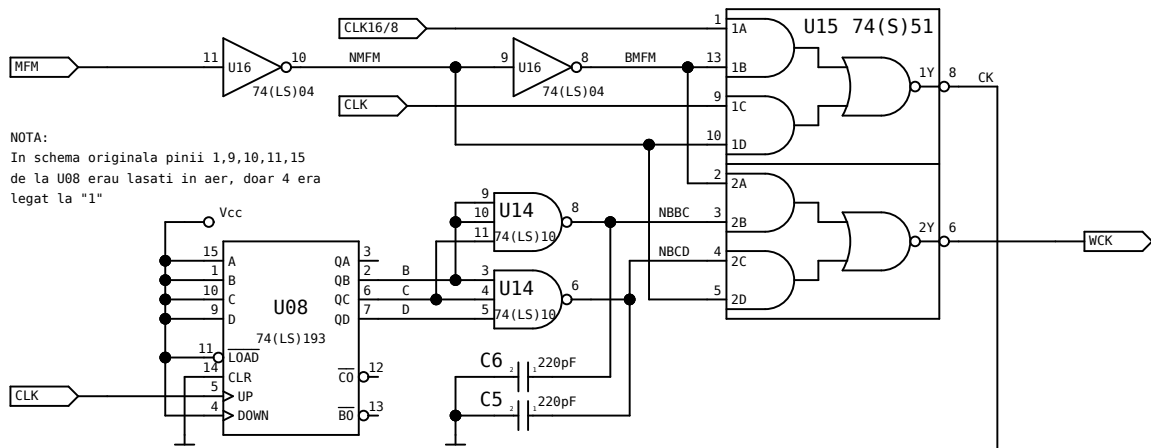 CLK16/8
1
1A
U15 74(S)51
MFM
11
U16
10
74(LS)04
NMFM
9
U16
8
74(LS)04
BMFM
13
1B
1Y
8
CK
CLK
9
1C
10
1D
NOTA:
In schema originala pinii 1,9,10,11,15
de la U08 erau lasati in aer, doar 4 era
legat la "1"
2
2A
Vcc
9
10
11
U14
74(LS)10
8
NBBC
3
2B
2Y
6
WCK
15
A
QA
3
1
B
QB
2
B
3
10
C
QC
6
C
4
9
D
QD
7
D
5
U14
74(LS)10
6
NBCD
4
2C
5
2D
U08
74(LS)193
11
LOAD
14
CLR
CO
12
CLK
5
UP
4
DOWN
BO
13
C6
2
1
220pF
C5
2
1
220pF